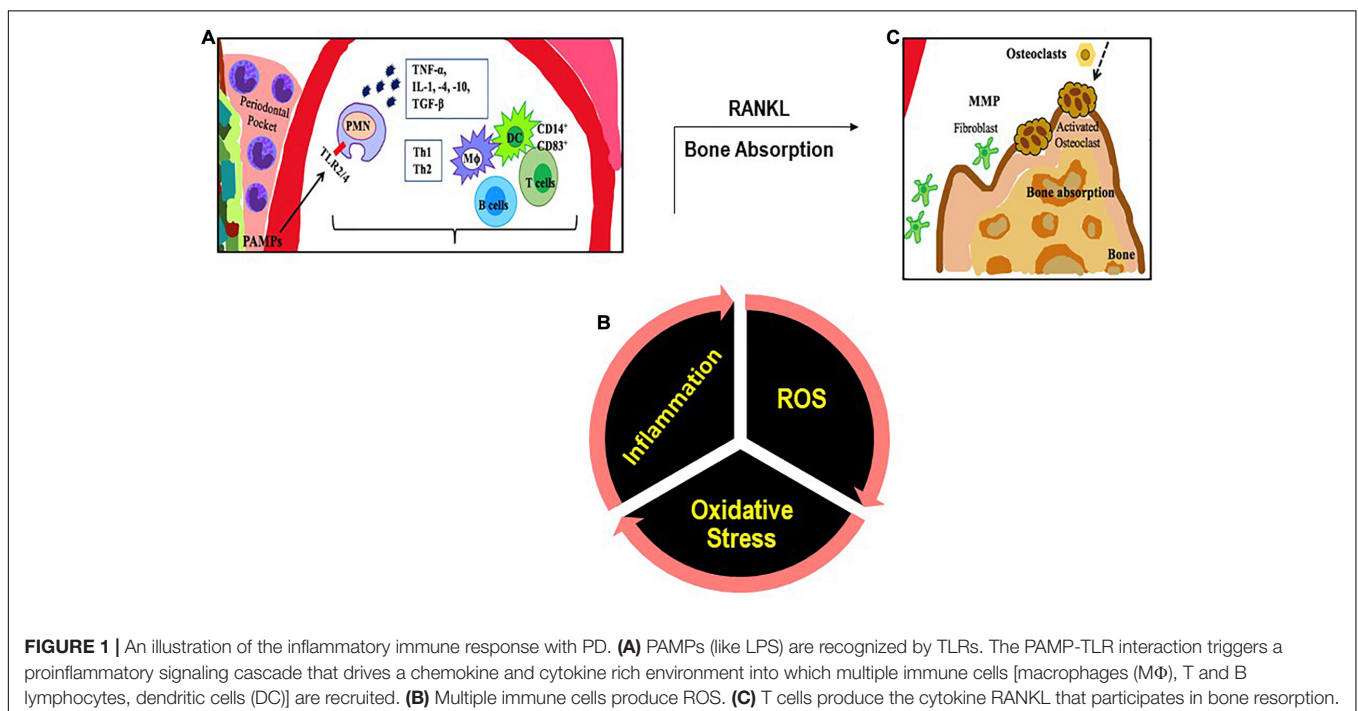 A
Periodontal
Pocket
PAMPs
TLR2/4
PMN
TNF-α,
IL-1, -4, -10,
TGF-β
Th1
Th2
MΦ
DC
CD14+
CD83+
T cells
B cells
RANKL
Bone Absorption
C
Osteoclasts
MMP
Fibroblast
Activated
Osteoclast
Bone absorption
Bone
B
Inflammation
ROS
Oxidative
Stress
FIGURE 1 | An illustration of the inflammatory immune response with PD. (A) PAMPs (like LPS) are recognized by TLRs. The PAMP-TLR interaction triggers a
proinflammatory signaling cascade that drives a chemokine and cytokine rich environment into which multiple immune cells [macrophages (MΦ), T and B
lymphocytes, dendritic cells (DC)] are recruited. (B) Multiple immune cells produce ROS. (C) T cells produce the cytokine RANKL that participates in bone resorption.